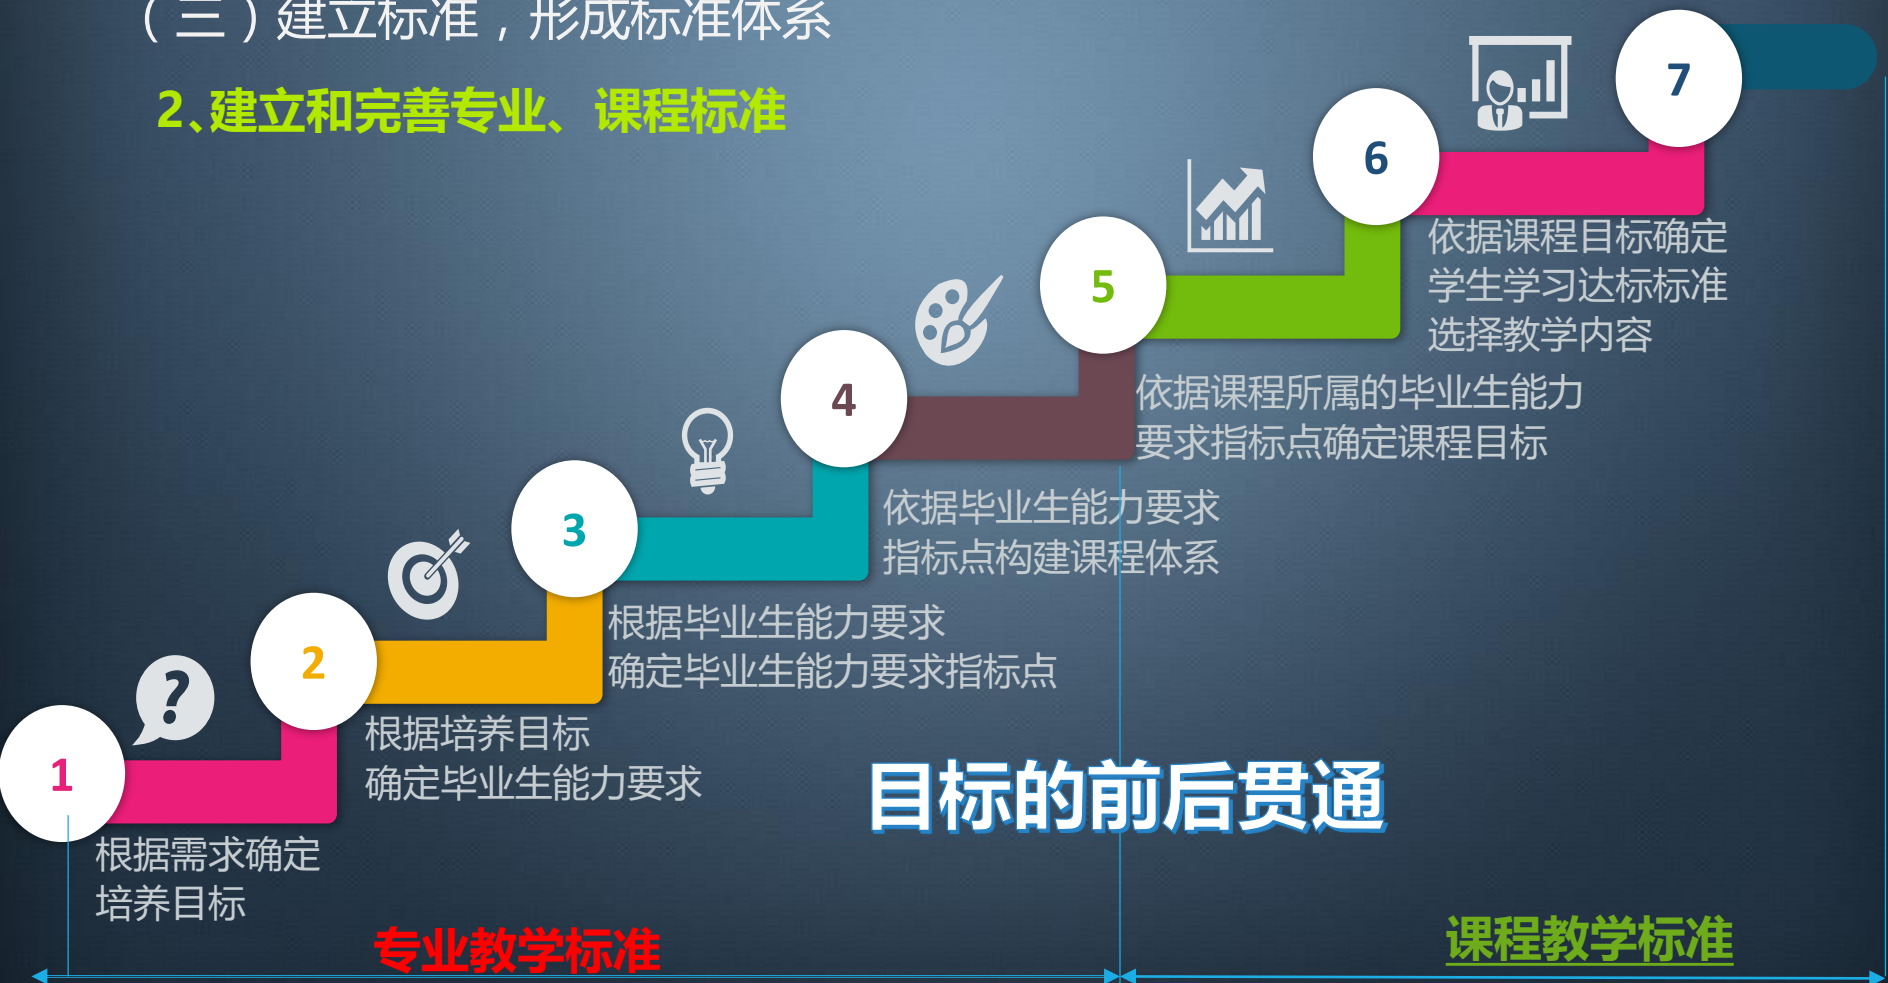 （三）建立标准，形成标准体系
2、建立和完善专业、课程标准
7
6
依据课程目标确定
学生学习达标标准
选择教学内容
5
依据课程所属的毕业生能力
要求指标点确定课程目标
4
依据毕业生能力要求
指标点构建课程体系
3
根据毕业生能力要求
确定毕业生能力要求指标点
2
根据培养目标
确定毕业生能力要求
?
1
根据需求确定
培养目标
目标的前后贯通
专业教学标准
课程教学标准